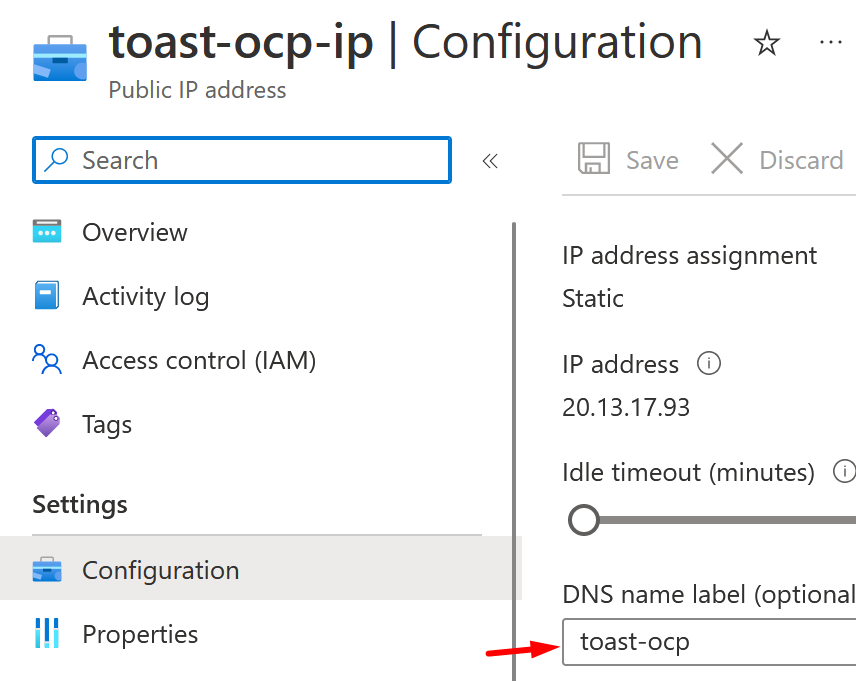 toast-ocp-ip | Configuration
Public IP address
Search
Save
Discard
Overview
Activity log
Access control (IAM)
Tags
Settings
Configuration
Properties
IP address assignment
Static
IP address
20.13.17.93
Idle timeout (minutes)
DNS name label (optional
toast-ocp